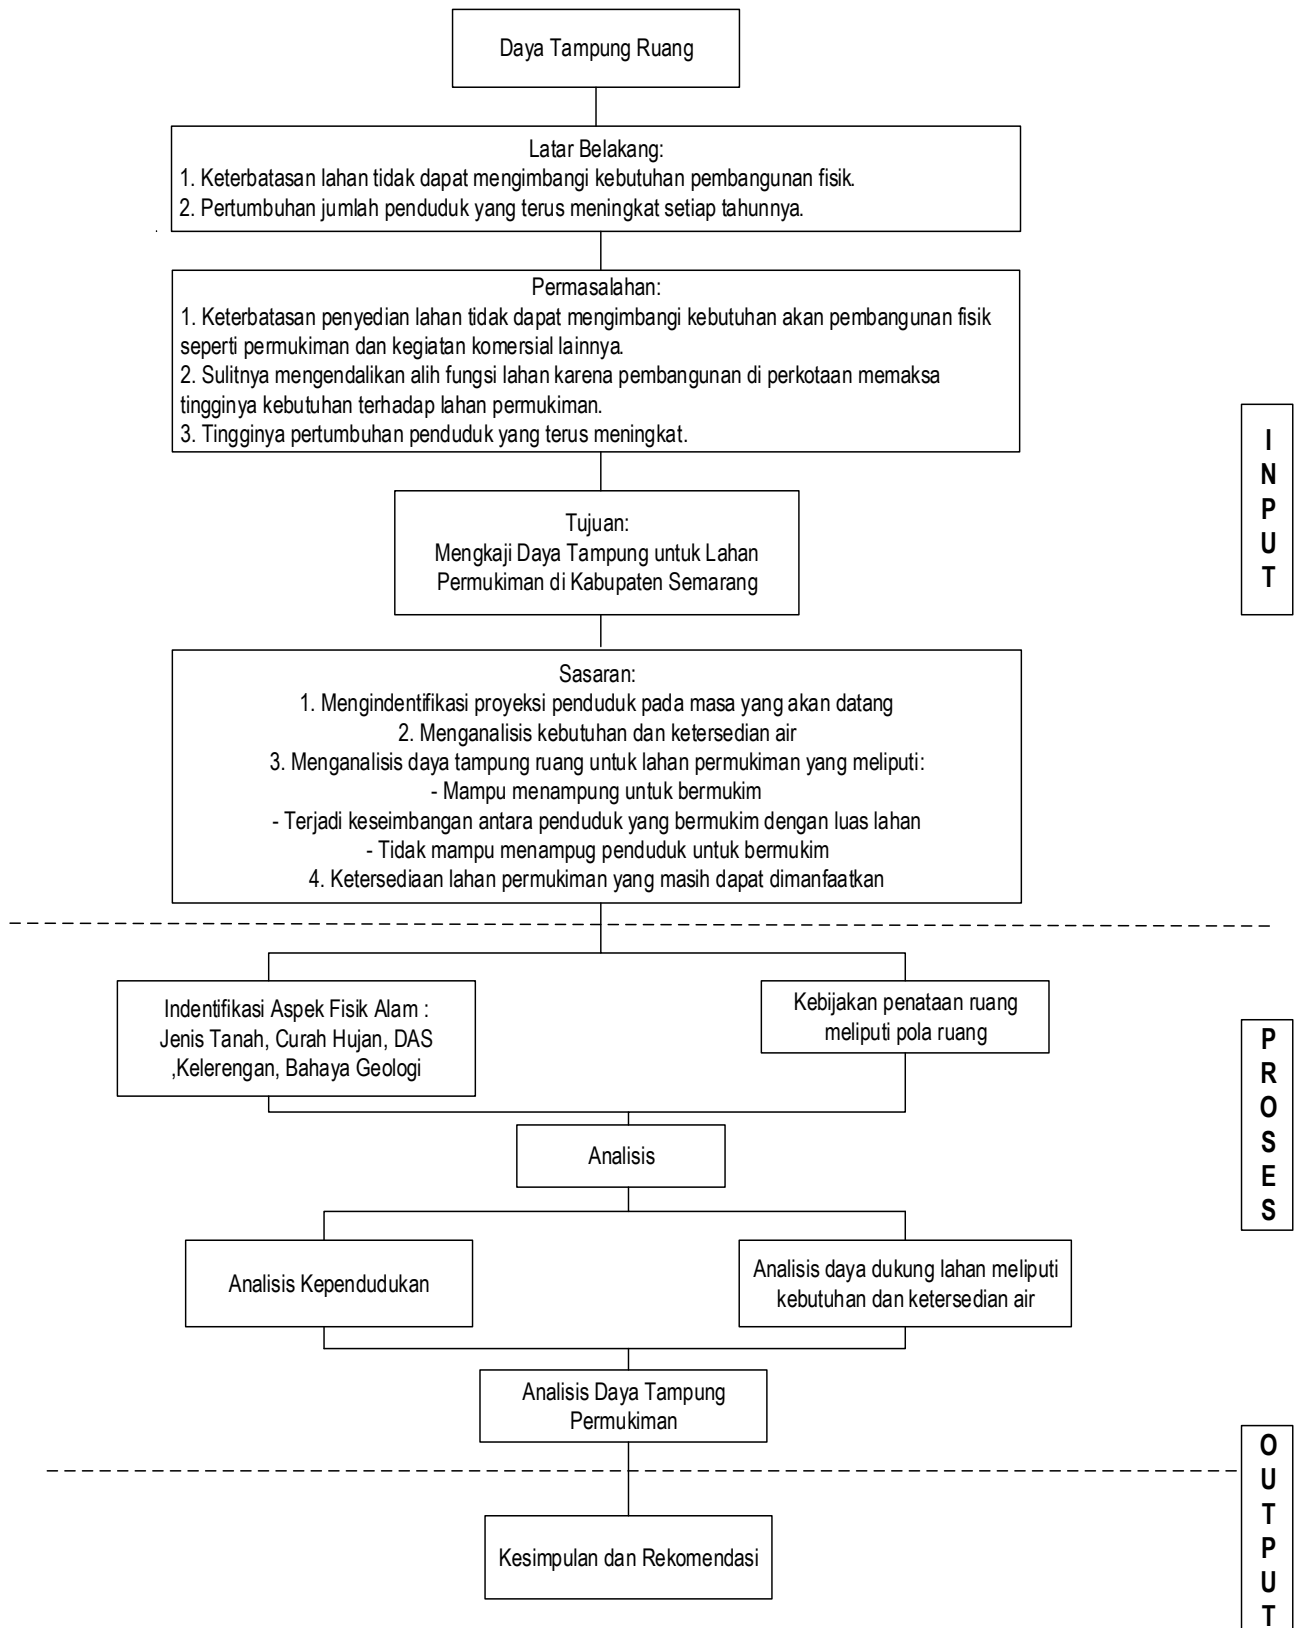 Daya Tampung Ruang
Latar Belakang:
1. Keterbatasan lahan tidak dapat mengimbangi kebutuhan pembangunan fisik.
2. Pertumbuhan jumlah penduduk yang terus meningkat setiap tahunnya.
Permasalahan:
1. Keterbatasan penyedian lahan tidak dapat mengimbangi kebutuhan akan pembangunan fisik
seperti permukiman dan kegiatan komersial lainnya.
2. Sulitnya mengendalikan alih fungsi lahan karena pembangunan di perkotaan memaksa
tingginya kebutuhan terhadap lahan permukiman.
3. Tingginya pertumbuhan penduduk yang terus meningkat.
Tujuan:
Mengkaji Daya Tampung untuk Lahan
Permukiman di Kabupaten Semarang
Sasaran:
1. Mengindentifikasi proyeksi penduduk pada masa yang akan datang
2. Menganalisis kebutuhan dan ketersedian air
3. Menganalisis daya tampung ruang untuk lahan permukiman yang meliputi:
- Mampu menampung untuk bermukim
- Terjadi keseimbangan antara penduduk yang bermukim dengan luas lahan
- Tidak mampu menampug penduduk untuk bermukim
4. Ketersediaan lahan permukiman yang masih dapat dimanfaatkan
INPUT
Indentifikasi Aspek Fisik Alam :
Jenis Tanah, Curah Hujan, DAS
,Kelerengan, Bahaya Geologi
Kebijakan penataan ruang
meliputi pola ruang
Analisis
Analisis Kependudukan
Analisis daya dukung lahan meliputi
kebutuhan dan ketersedian air
Analisis Daya Tampung
Permukiman
PROSES
Kesimpulan dan Rekomendasi
OUTPUT